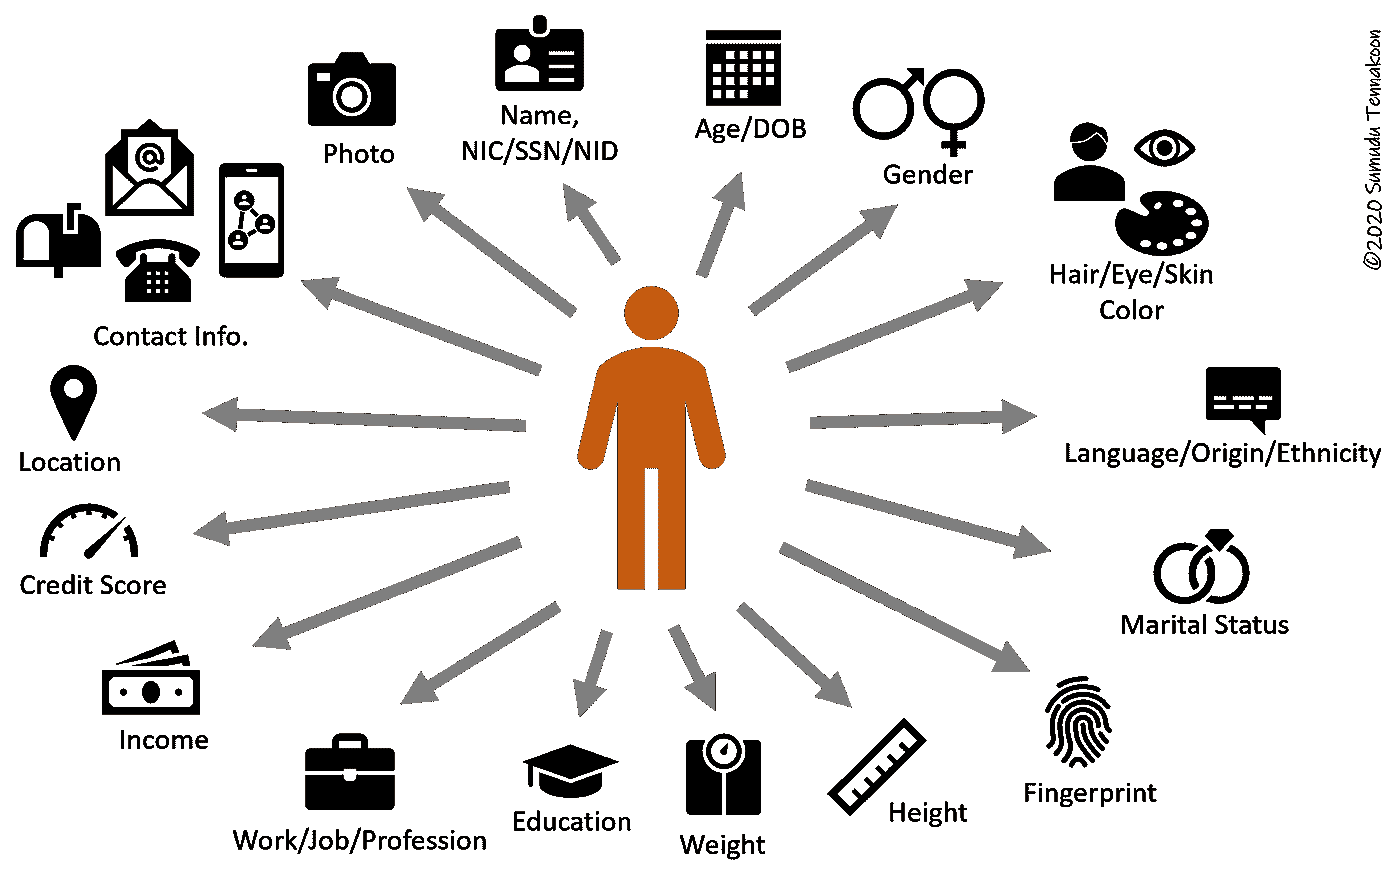 Photo
Name,
NIC/SSN/NID
Age/DOB
Gender
Hair/Eye/Skin
Color
Language/Origin/Ethnicity
Marital Status
Fingerprint
Height
Weight
Education
Work/Job/Profession
Income
Credit Score
Location
Contact Info.
@
©2020 Sumudu Tennakoon